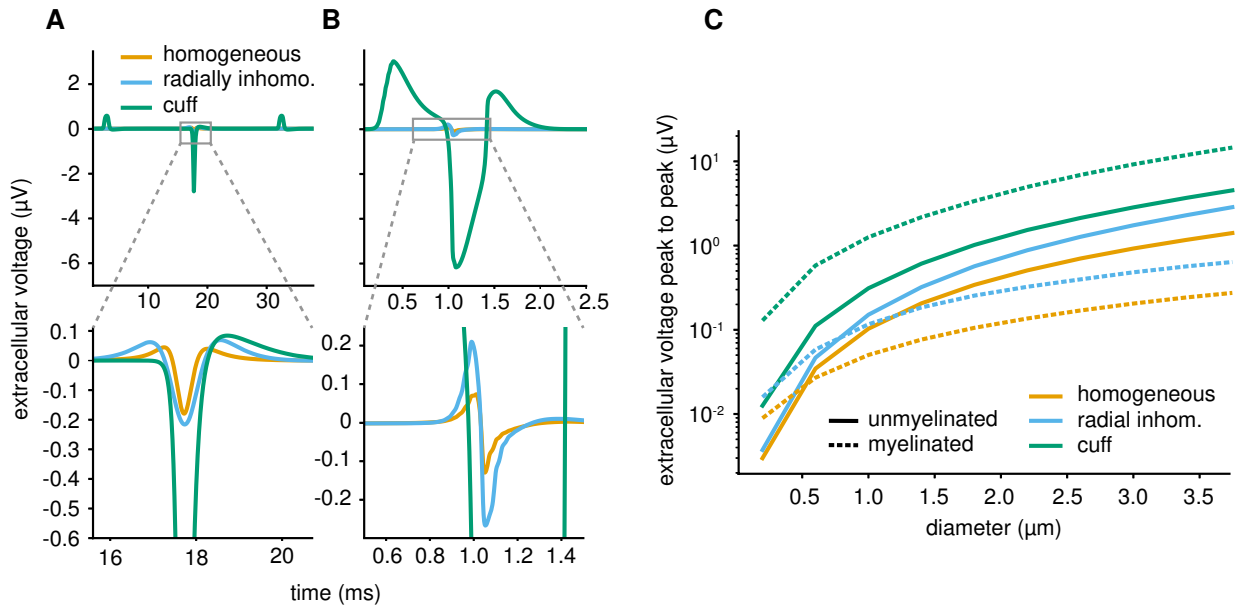 A
homogeneous
radially inhomo.
cuff
2
0
-2
-4
-6
10 20 30
extracellular voltage (µV)
0.1
0
-0.1
-0.2
-0.3
-0.4
-0.5
-0.6
16 18 20
B
0.5 1.0 1.5 2.0 2.5
0.2
0.1
0
-0.1
-0.2
0.6 0.8 1.0 1.2 1.4
time (ms)
C
extracellular voltage peak to peak (µV)
10¹
10⁰
10⁻¹
10⁻²
unmyelinated
myelinated
homogeneous
radial inhom.
cuff
0.5 1.0 1.5 2.0 2.5 3.0 3.5
diameter (µm)